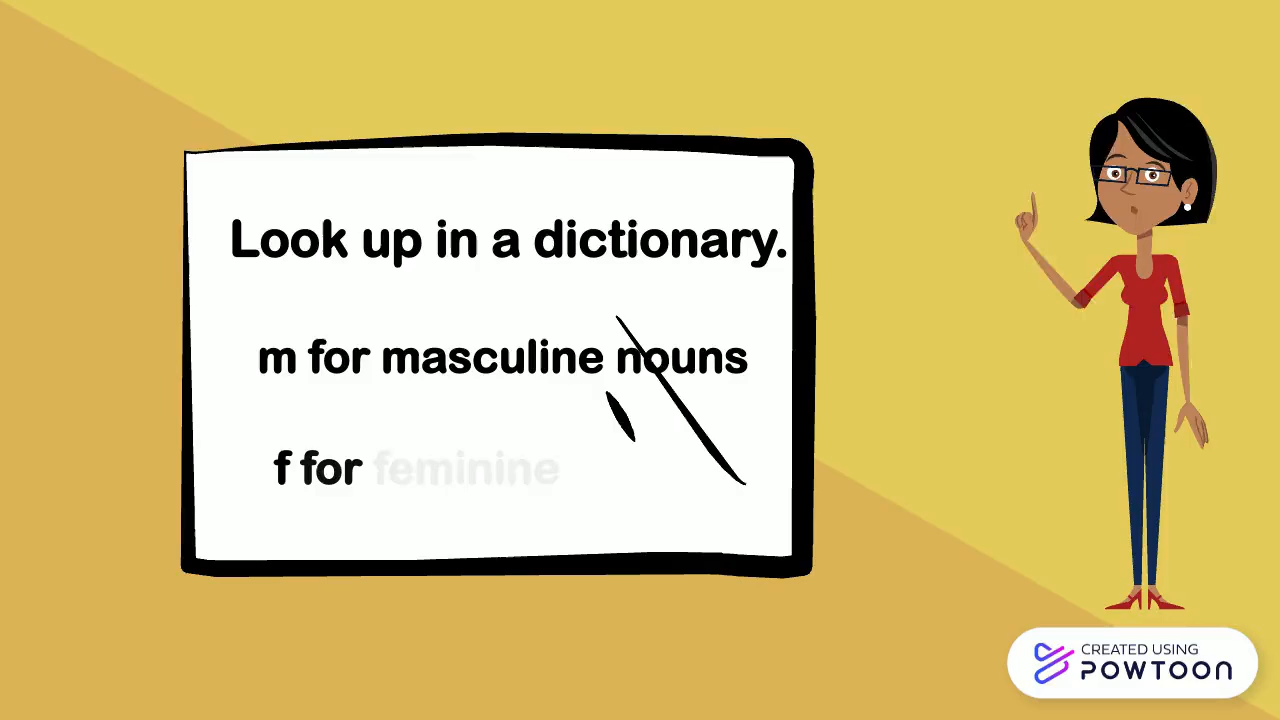 Look up in a dictionary.
m for masculine nouns
f for feminine
CREATED USING
POWTOON